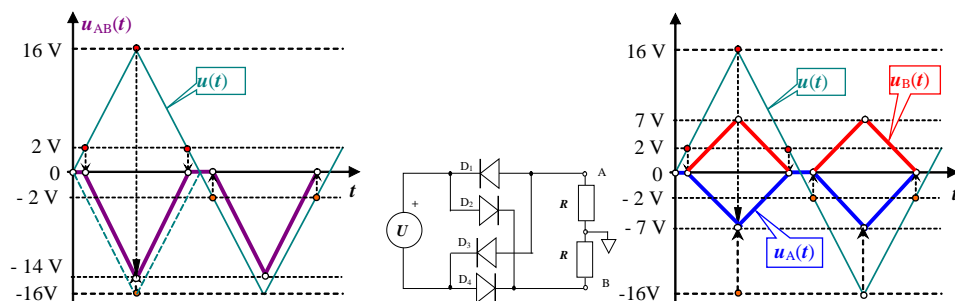 u_AB(t)
16 V
u(t)
2 V
0
t
- 2 V
- 14 V
-16V
D₁
A
+
D₂
R
U
D₃
R
D₄
B
16 V
u(t)
u_B(t)
7 V
2 V
0
t
- 2 V
- 7 V
u_A(t)
-16V